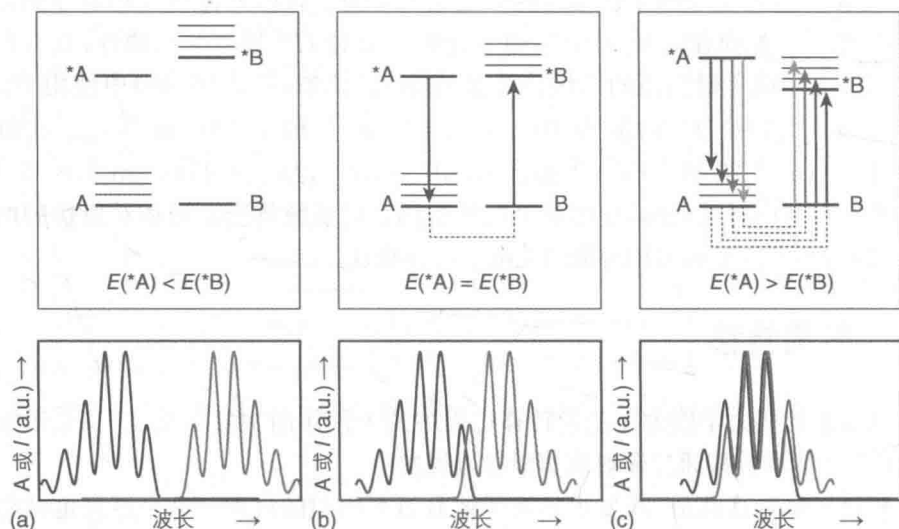 *A
*B
A
B
E(*A) < E(*B)
*A
*B
A
B
E(*A) = E(*B)
*A
*B
A
B
E(*A) > E(*B)
A 或 I (a.u.) →
(a) 波长 →
A 或 I (a.u.) →
(b) 波长 →
A 或 I (a.u.) →
(c) 波长 →